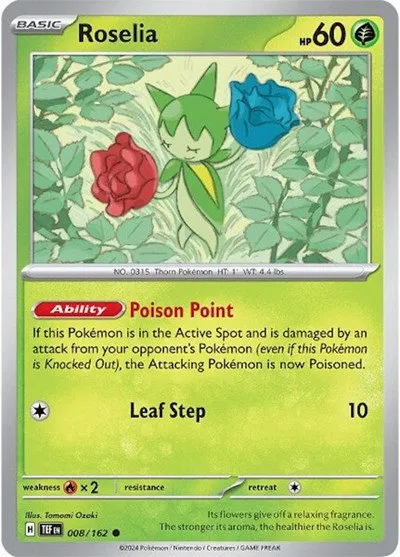 BASIC
Roselia
HP 60
NO. 0315 Thorn Pokémon HT: 1' WT: 4.4 lbs.
Ability Poison Point
If this Pokémon is in the Active Spot and is damaged by an
attack from your opponent's Pokémon (even if this Pokémon
is Knocked Out), the Attacking Pokémon is now Poisoned.
Leaf Step 10
weakness ×2 resistance retreat
Illus. Tomomi Ozaki
H TEF EN 008/162
Its flowers give off a relaxing fragrance.
The stronger its aroma, the healthier the Roselia is.
©2024 Pokémon / Nintendo / Creatures / GAME FREAK